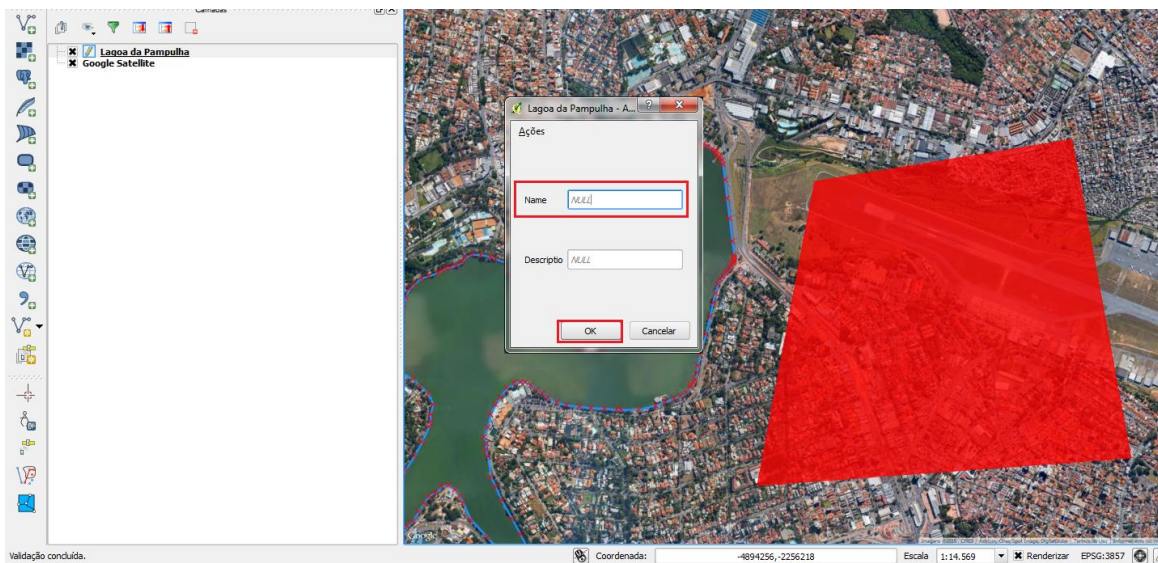 Camadas
Lagoa da Pampulha
Google Satellite
Lagoa da Pampulha - A...
Ações
Name NULL
Descriptio NULL
OK Cancelar
Google
Validação concluída.
Coordenada: -4894256,-2256218 Escala 1:14.569 Renderizar EPSG:3857